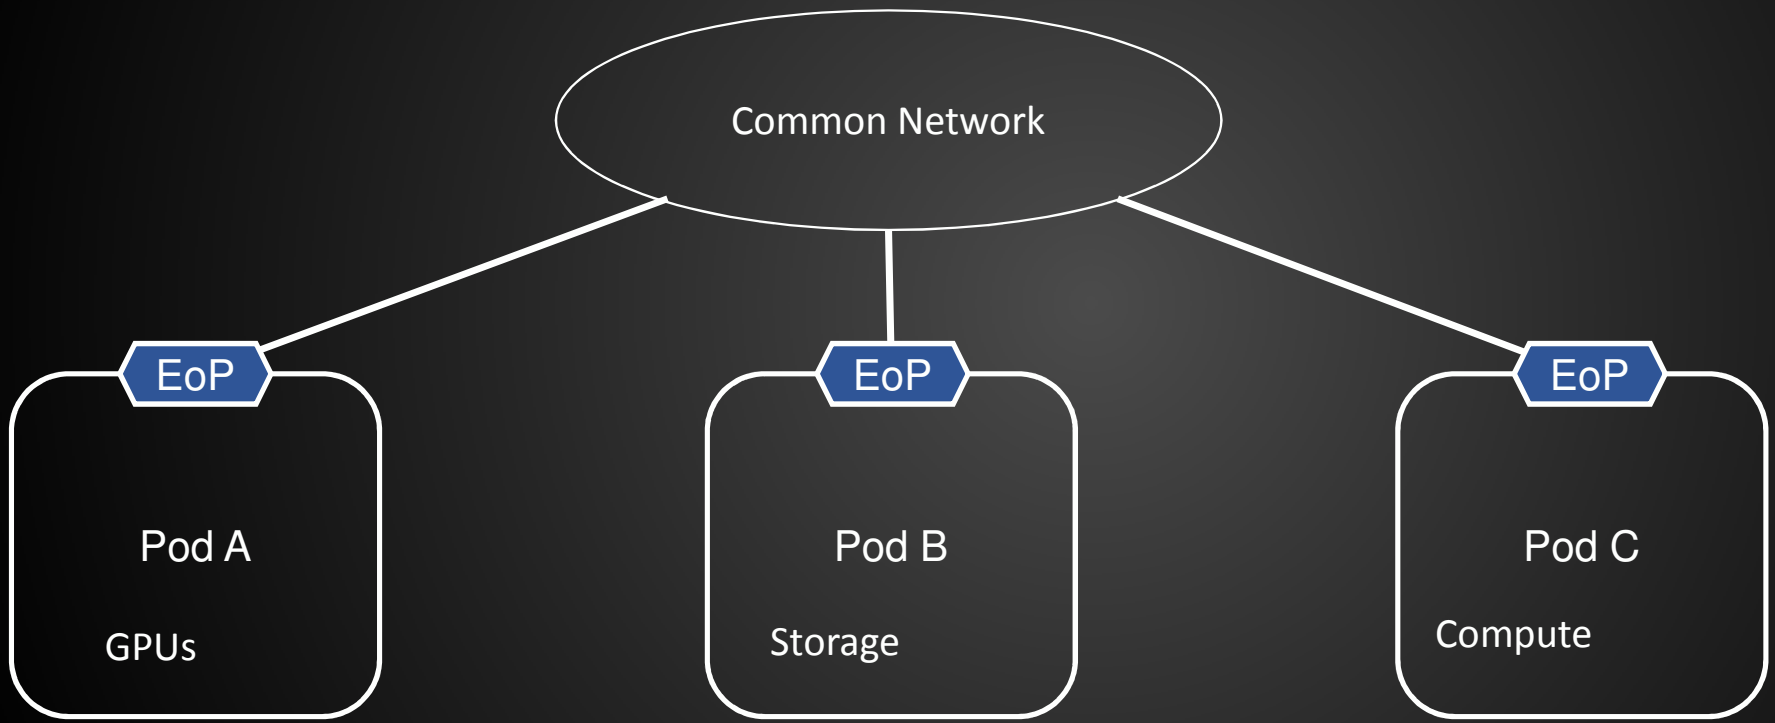 Common Network
EoP
EoP
EoP
Pod A
Pod B
Pod C
GPUs
Storage
Compute